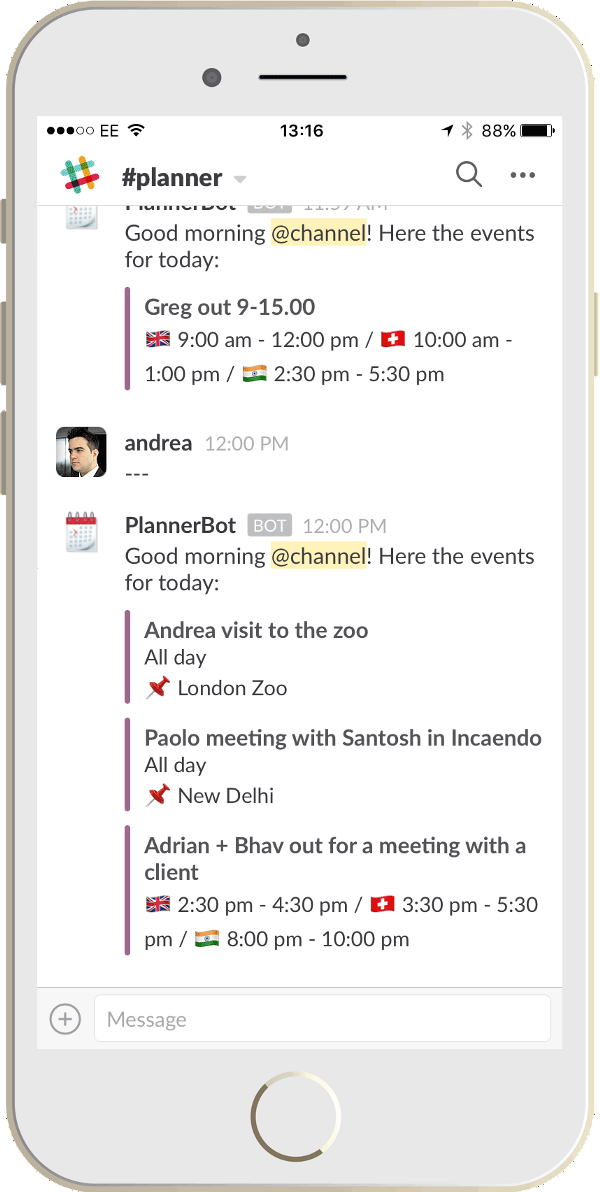 EE 13:16 88%
#planner
PlannerBot BOT 11:59 AM
Good morning @channel! Here the events
for today:
Greg out 9-15.00
🇬🇧 9:00 am - 12:00 pm / 🇨🇭 10:00 am -
1:00 pm / 🇮🇳 2:30 pm - 5:30 pm
andrea 12:00 PM
---
PlannerBot BOT 12:00 PM
Good morning @channel! Here the events
for today:
Andrea visit to the zoo
All day
📌 London Zoo
Paolo meeting with Santosh in Incaendo
All day
📌 New Delhi
Adrian + Bhav out for a meeting with a
client
🇬🇧 2:30 pm - 4:30 pm / 🇨🇭 3:30 pm - 5:30
pm / 🇮🇳 8:00 pm - 10:00 pm
Message